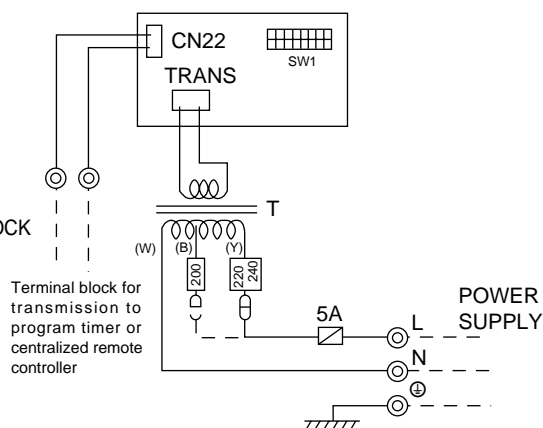 CN22
SW1
TRANS
T
OCK
(W) (B) (Y)
200
220
240
Terminal block for
transmission to
program timer or
centralized remote
controller
5A
L
POWER
SUPPLY
N